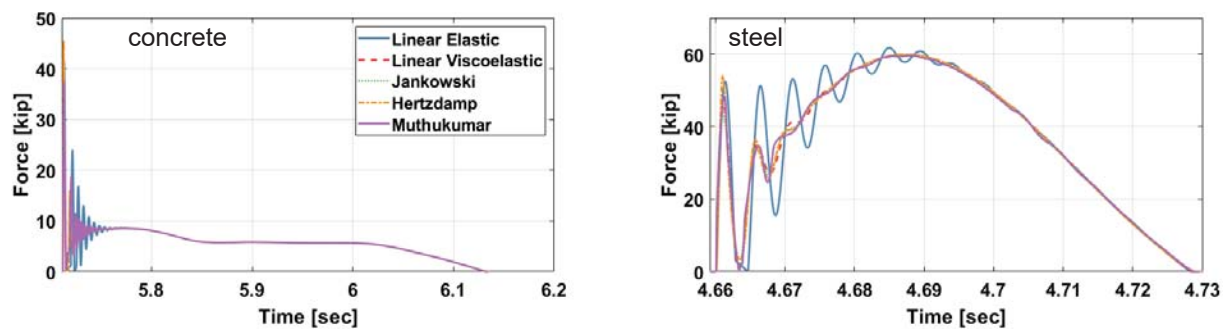 50
40
30
20
10
0
Force [kip]
concrete
Linear Elastic
Linear Viscoelastic
Jankowski
Hertzdamp
Muthukumar
5.8
5.9
6
6.1
6.2
Time [sec]
60
40
20
0
Force [kip]
steel
4.66
4.67
4.68
4.69
4.7
4.71
4.72
4.73
Time [sec]